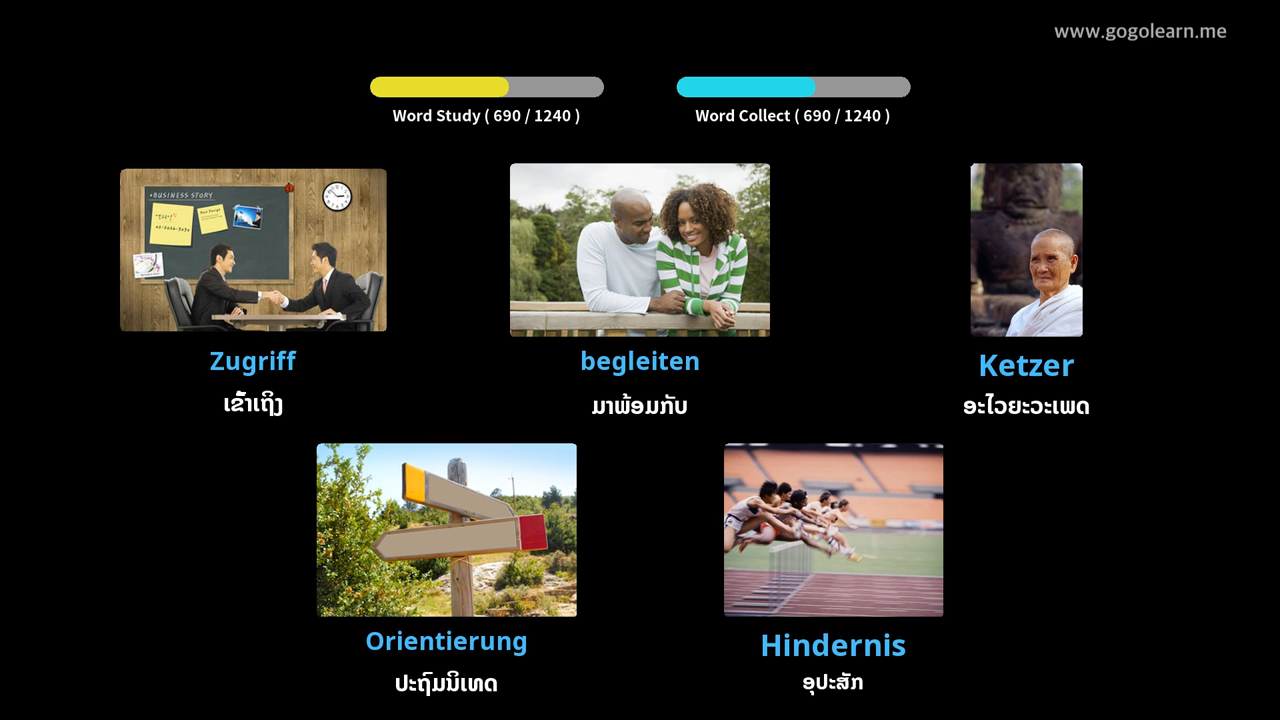 www.gogolearn.me
Word Study ( 690 / 1240 )
Word Collect ( 690 / 1240 )
BUSINESS STORY
Zugriff
ເຂົ້າເຖິງ
begleiten
ມາພ້ອມກັບ
Ketzer
ອະໄວຍະວະເພດ
Orientierung
ປະຖົມນິເທດ
Hindernis
ອຸປະສັກ